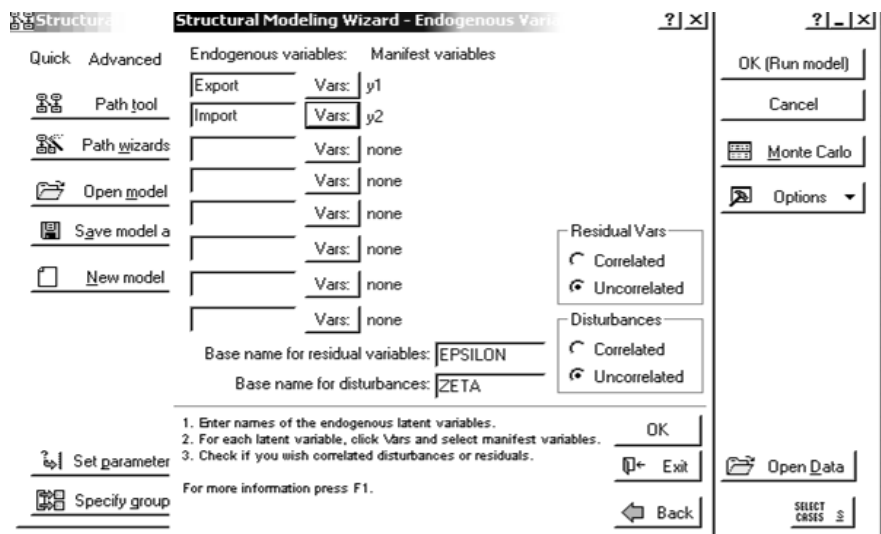 Structura
Structural Modeling Wizard - Endogenous Varia
Quick Advanced
Path tool
Path wizards
Open model
Save model a
New model
Set parameter
Specify group
Endogenous variables: Manifest variables
Export Vars: y1
Import Vars: y2
Vars: none
Vars: none
Vars: none
Vars: none
Vars: none
Vars: none
Residual Vars
Correlated
Uncorrelated
Disturbances
Correlated
Uncorrelated
Base name for residual variables: EPSILON
Base name for disturbances: ZETA
1. Enter names of the endogenous latent variables.
2. For each latent variable, click Vars and select manifest variables.
3. Check if you wish correlated disturbances or residuals.
For more information press F1.
OK
Exit
Back
OK (Run model)
Cancel
Monte Carlo
Options
Open Data
SELECT CASES S